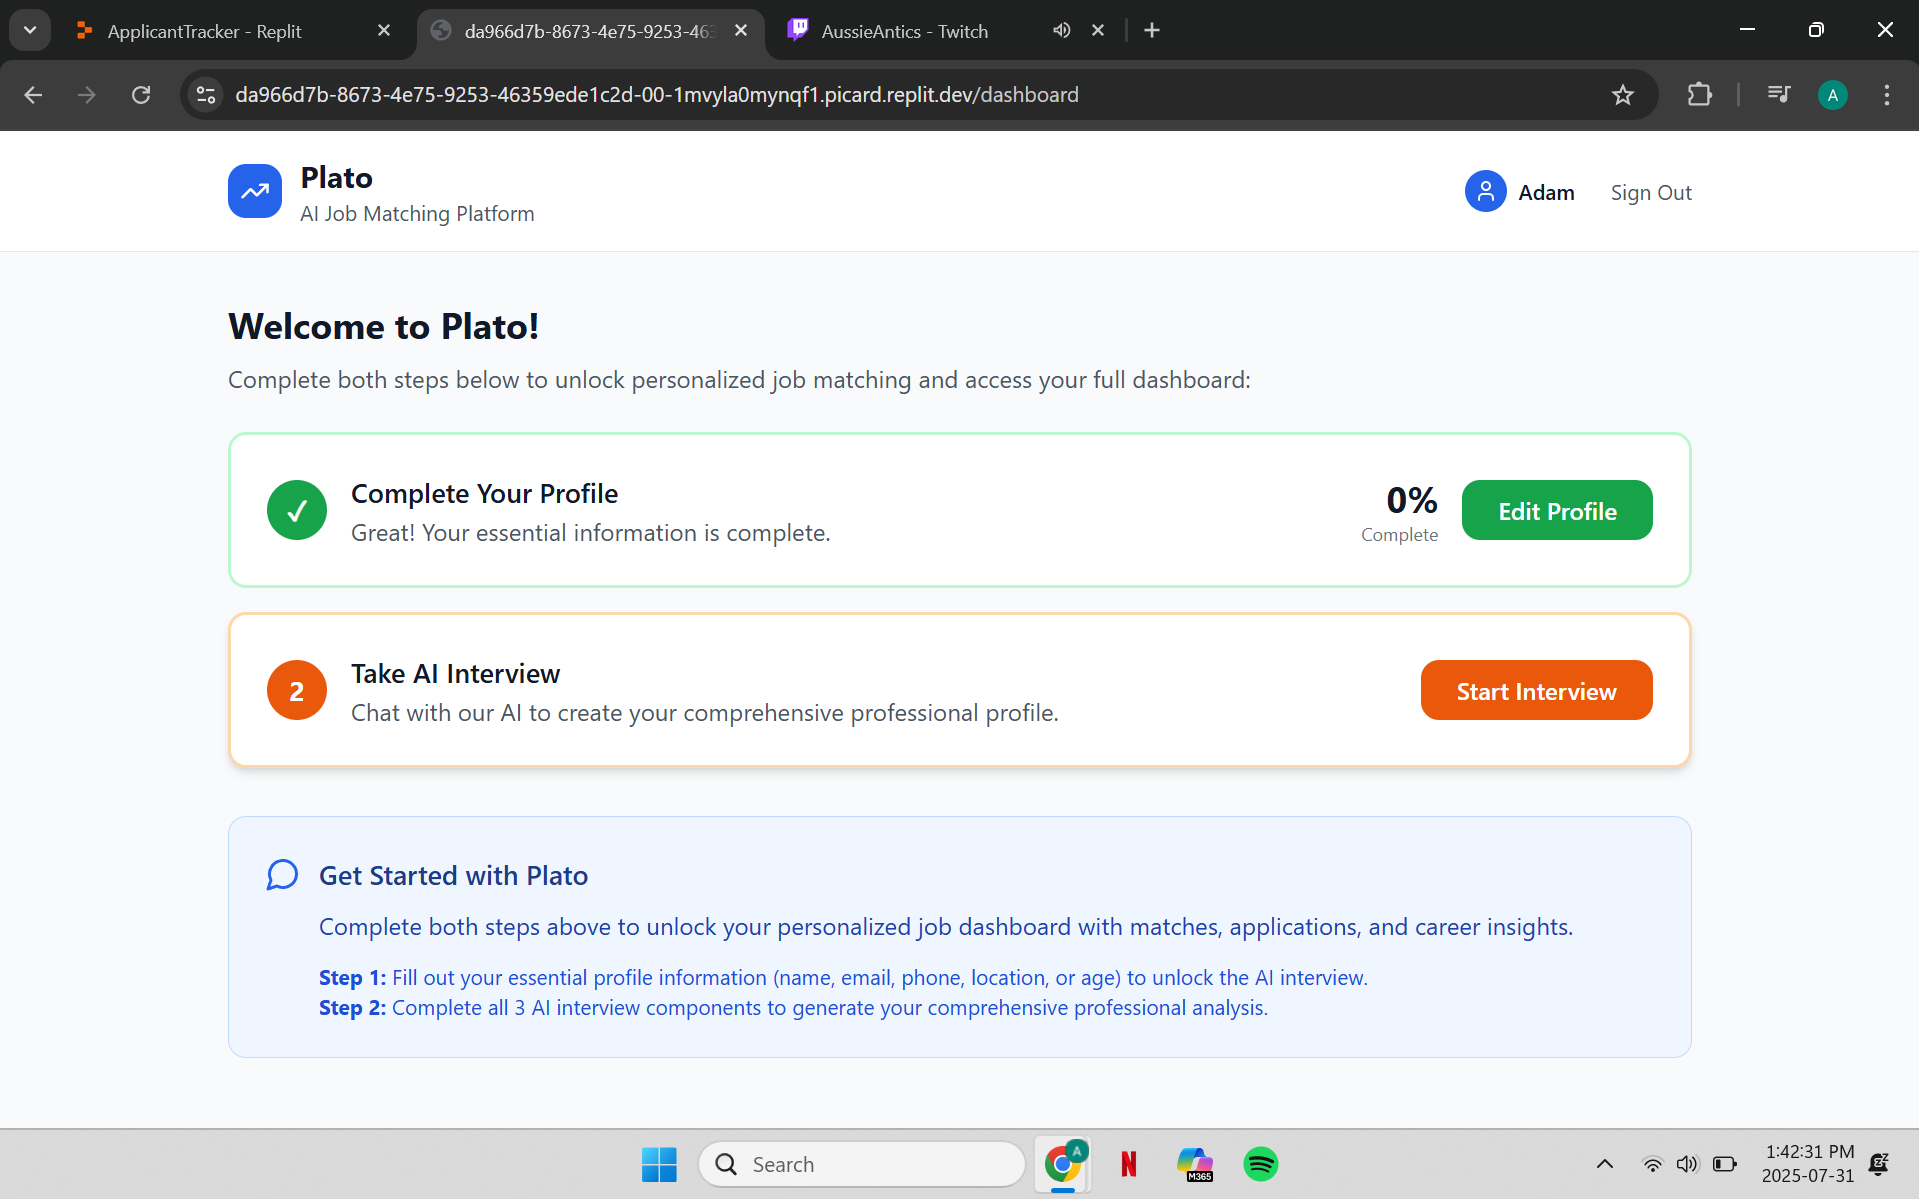 ApplicantTracker - Replit
da966d7b-8673-4e75-9253-463
AussieAntics - Twitch
da966d7b-8673-4e75-9253-46359ede1c2d-00-1mvyla0mynqf1.picard.replit.dev/dashboard
A
Plato
AI Job Matching Platform
Adam
Sign Out
Welcome to Plato!
Complete both steps below to unlock personalized job matching and access your full dashboard:
Complete Your Profile
Great! Your essential information is complete.
0%
Complete
Edit Profile
2
Take AI Interview
Chat with our AI to create your comprehensive professional profile.
Start Interview
Get Started with Plato
Complete both steps above to unlock your personalized job dashboard with matches, applications, and career insights.
Step 1: Fill out your essential profile information (name, email, phone, location, or age) to unlock the AI interview.
Step 2: Complete all 3 AI interview components to generate your comprehensive professional analysis.
Search
A
N
M365
1:42:31 PM
2025-07-31